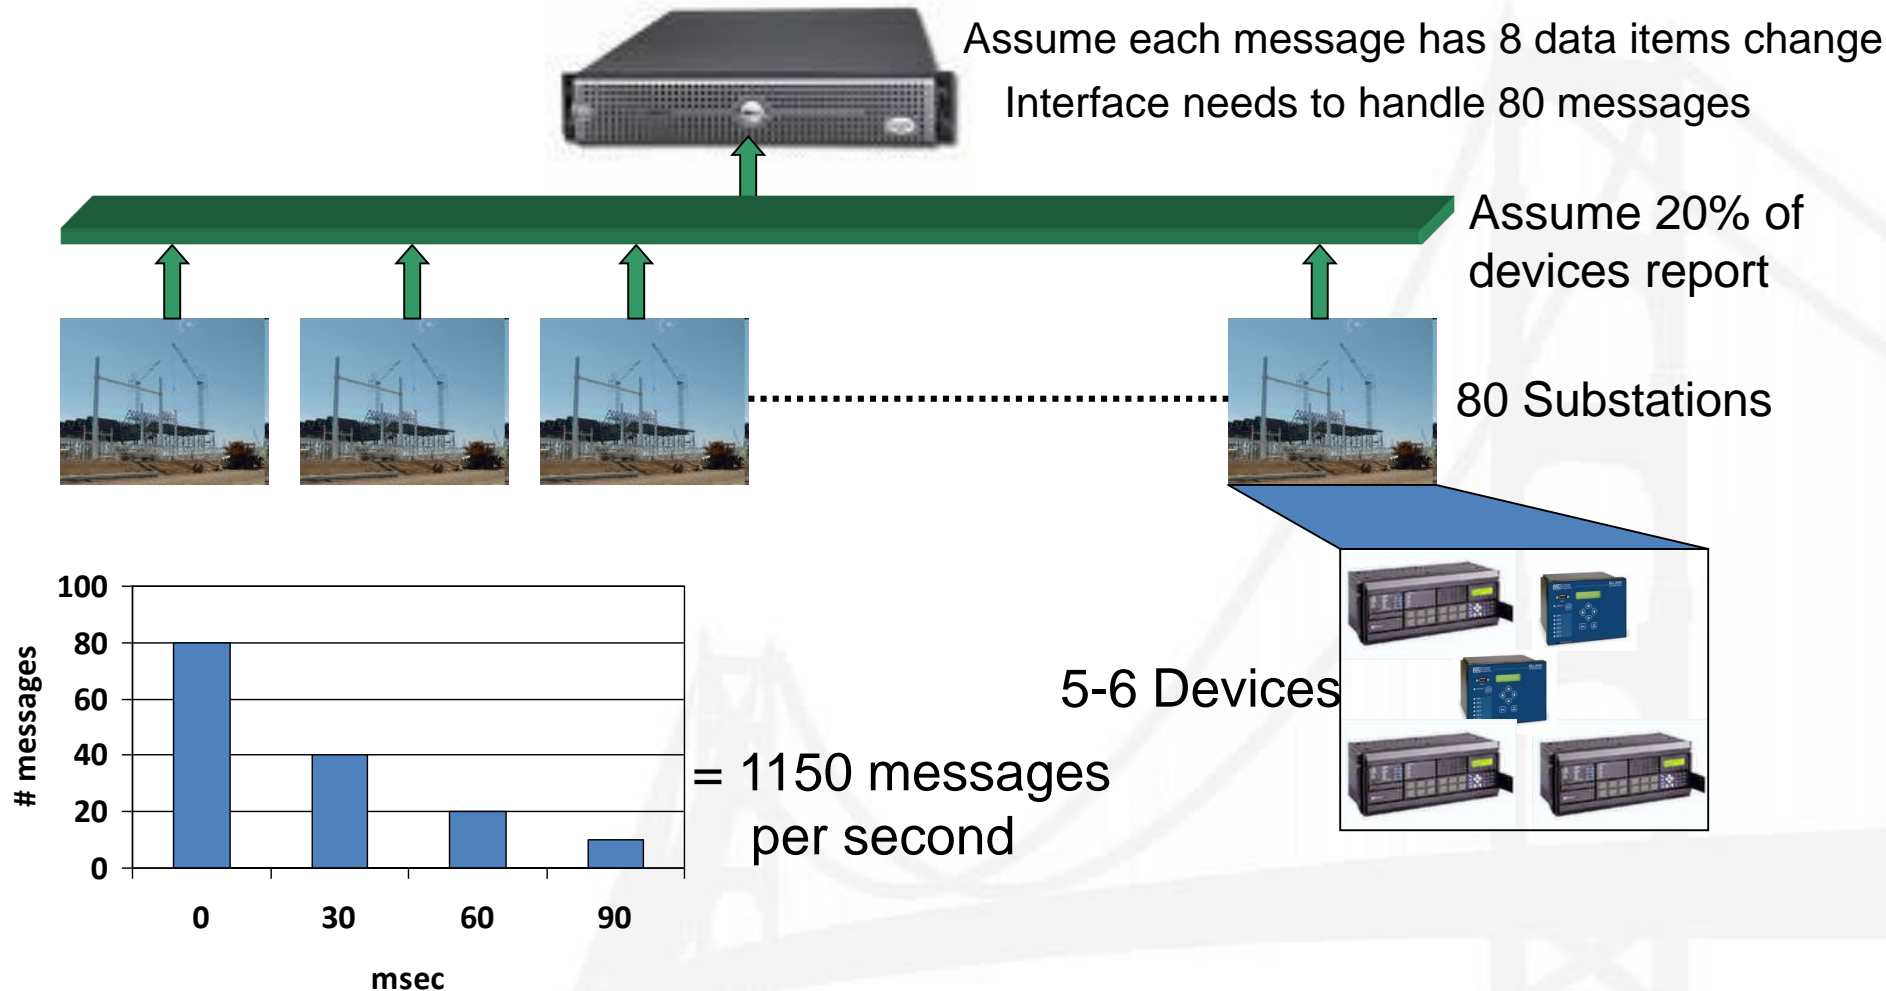 Assume each message has 8 data items change
Interface needs to handle 80 messages
Assume 20% of
devices report
80 Substations
5-6 Devices
100
80
60
40
20
0
# messages
0 30 60 90
msec
= 1150 messages
per second